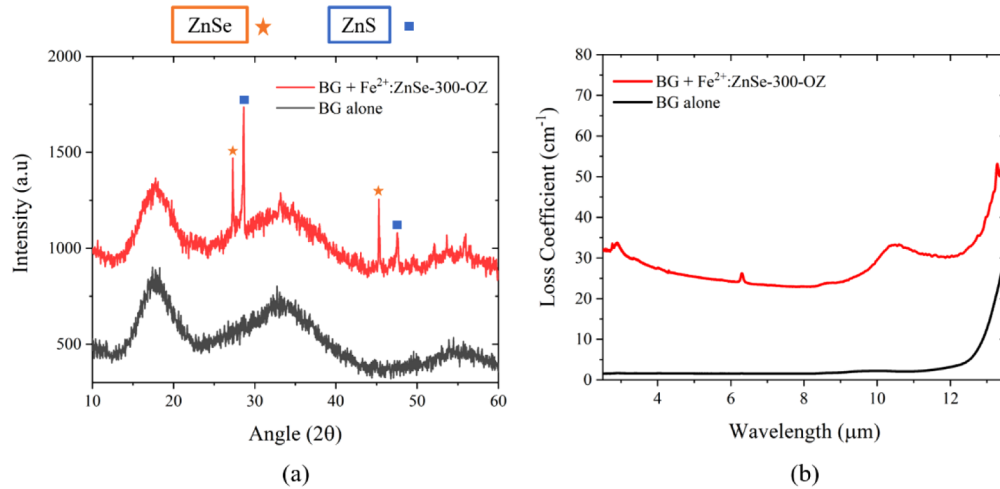 ZnSe
ZnS
2000
1500
1000
500
Intensity (a.u)
BG + Fe²⁺:ZnSe-300-OZ
BG alone
10 20 30 40 50 60
Angle (2θ)
(a)
80
70
60
50
40
30
20
10
0
Loss Coefficient (cm⁻¹)
BG + Fe²⁺:ZnSe-300-OZ
BG alone
4 6 8 10 12
Wavelength (μm)
(b)